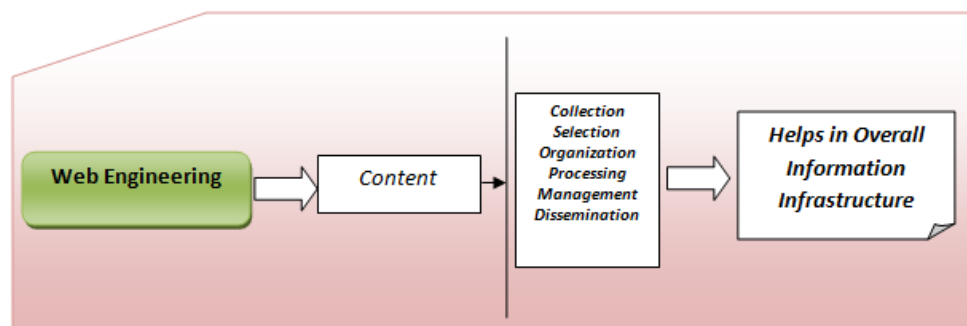 Web Engineering
Content
Collection
Selection
Organization
Processing
Management
Dissemination
Helps in Overall
Information
Infrastructure